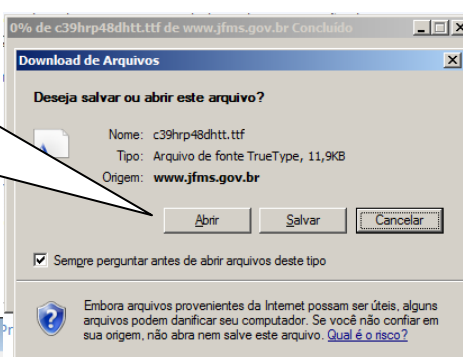 0% de c39hrp48dhtt.ttf de www.jfms.gov.br Concluído
Download de Arquivos
Deseja salvar ou abrir este arquivo?
Nome: c39hrp48dhtt.ttf
Tipo: Arquivo de fonte TrueType, 11,9KB
Origem: www.jfms.gov.br
Abrir Salvar Cancelar
Sempre perguntar antes de abrir arquivos deste tipo
Embora arquivos provenientes da Internet possam ser úteis, alguns
arquivos podem danificar seu computador. Se você não confiar em
sua origem, não abra nem salve este arquivo. Qual é o risco?